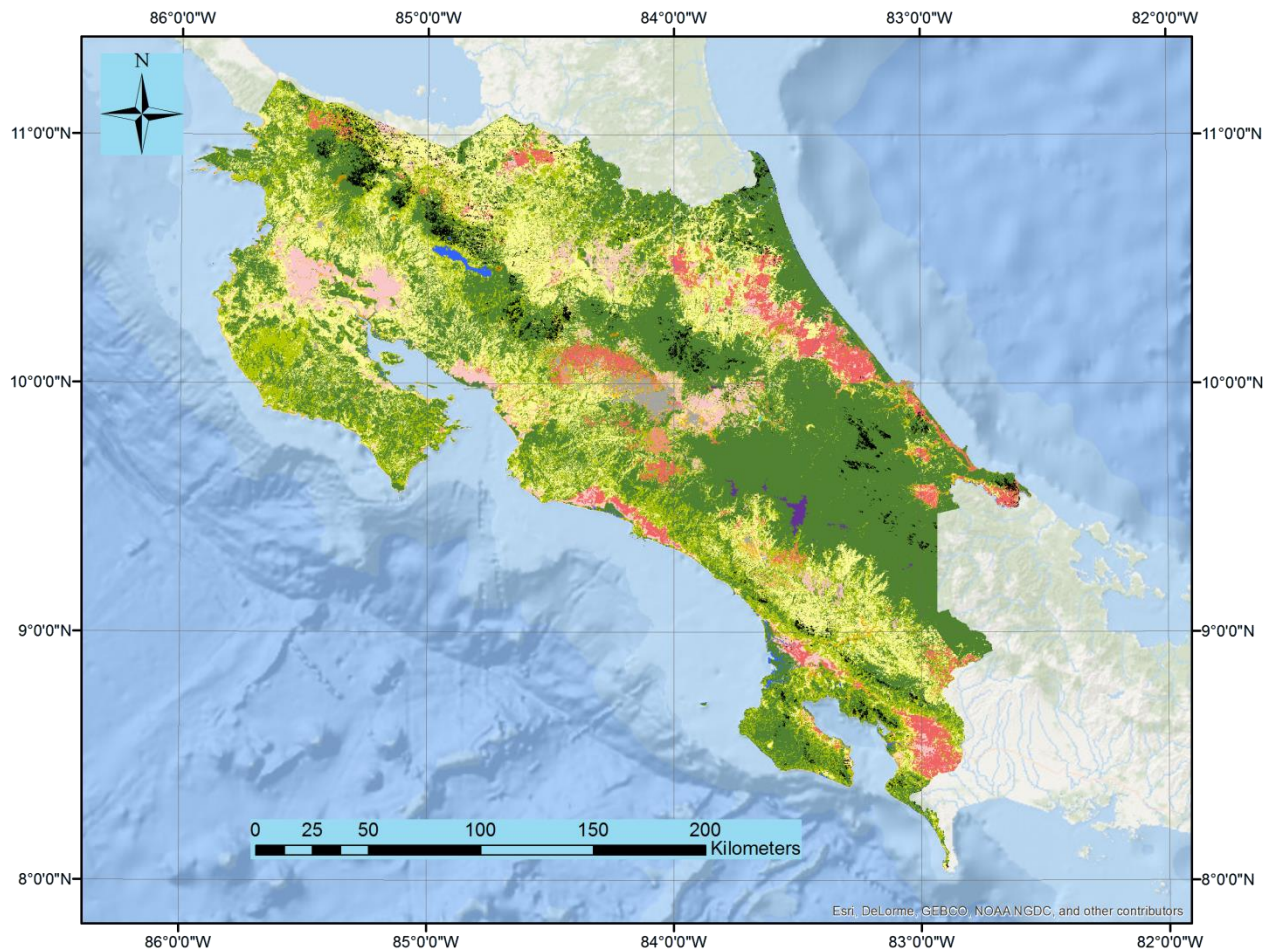 86°0'0"W 85°0'0"W 84°0'0"W 83°0'0"W 82°0'0"W
N
11°0'0"N 11°0'0"N
10°0'0"N 10°0'0"N
9°0'0"N 9°0'0"N
0 25 50 100 150 200
Kilometers
8°0'0"N 8°0'0"N
Esri, DeLorme, GEBCO, NOAA NGDC, and other contributors
86°0'0"W 85°0'0"W 84°0'0"W 83°0'0"W 82°0'0"W